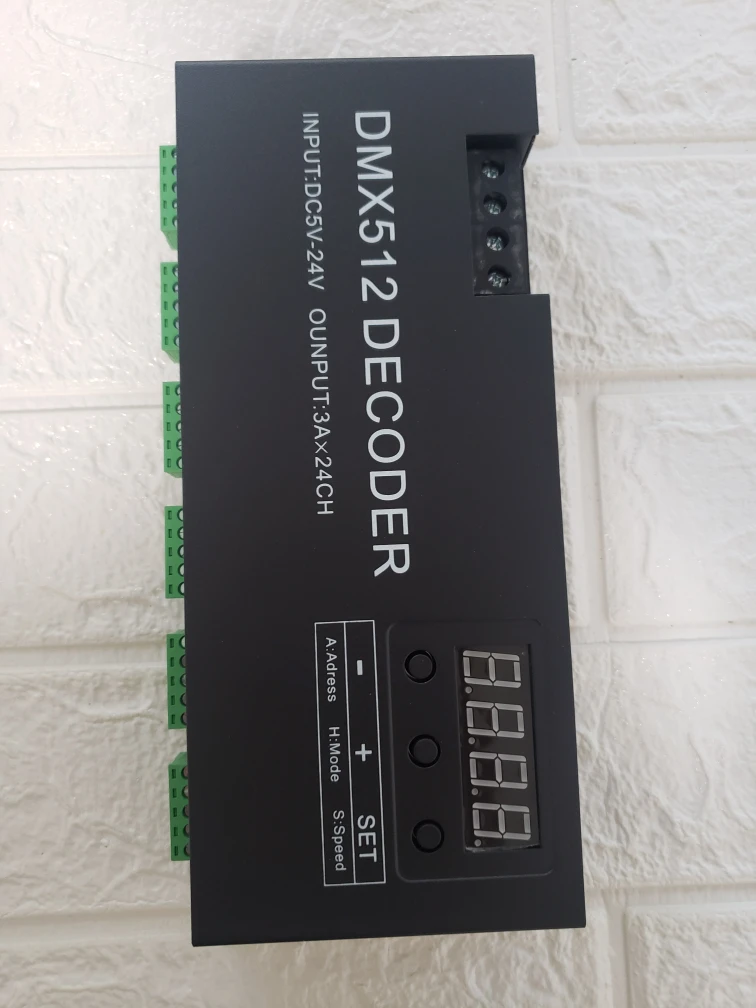 DMX512 DECODER
INPUT:DC5V-24V OUNPUT:3A×24CH
- + SET
A:Adress H:Mode S:Speed